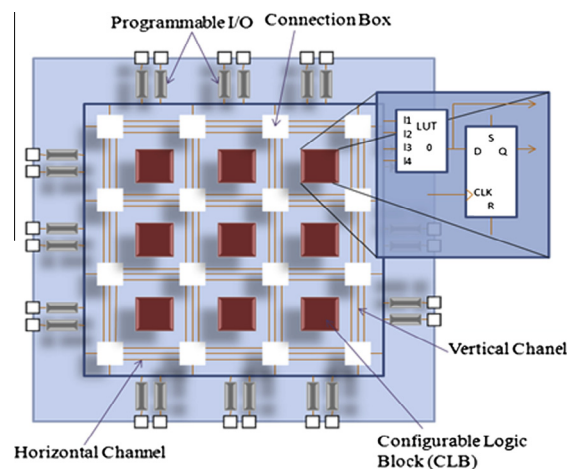 Programmable I/O
Connection Box
I1
LUT
I2
I3
0
I4
S
D
Q
CLK
R
Vertical Chanel
Horizontal Channel
Configurable Logic
Block (CLB)